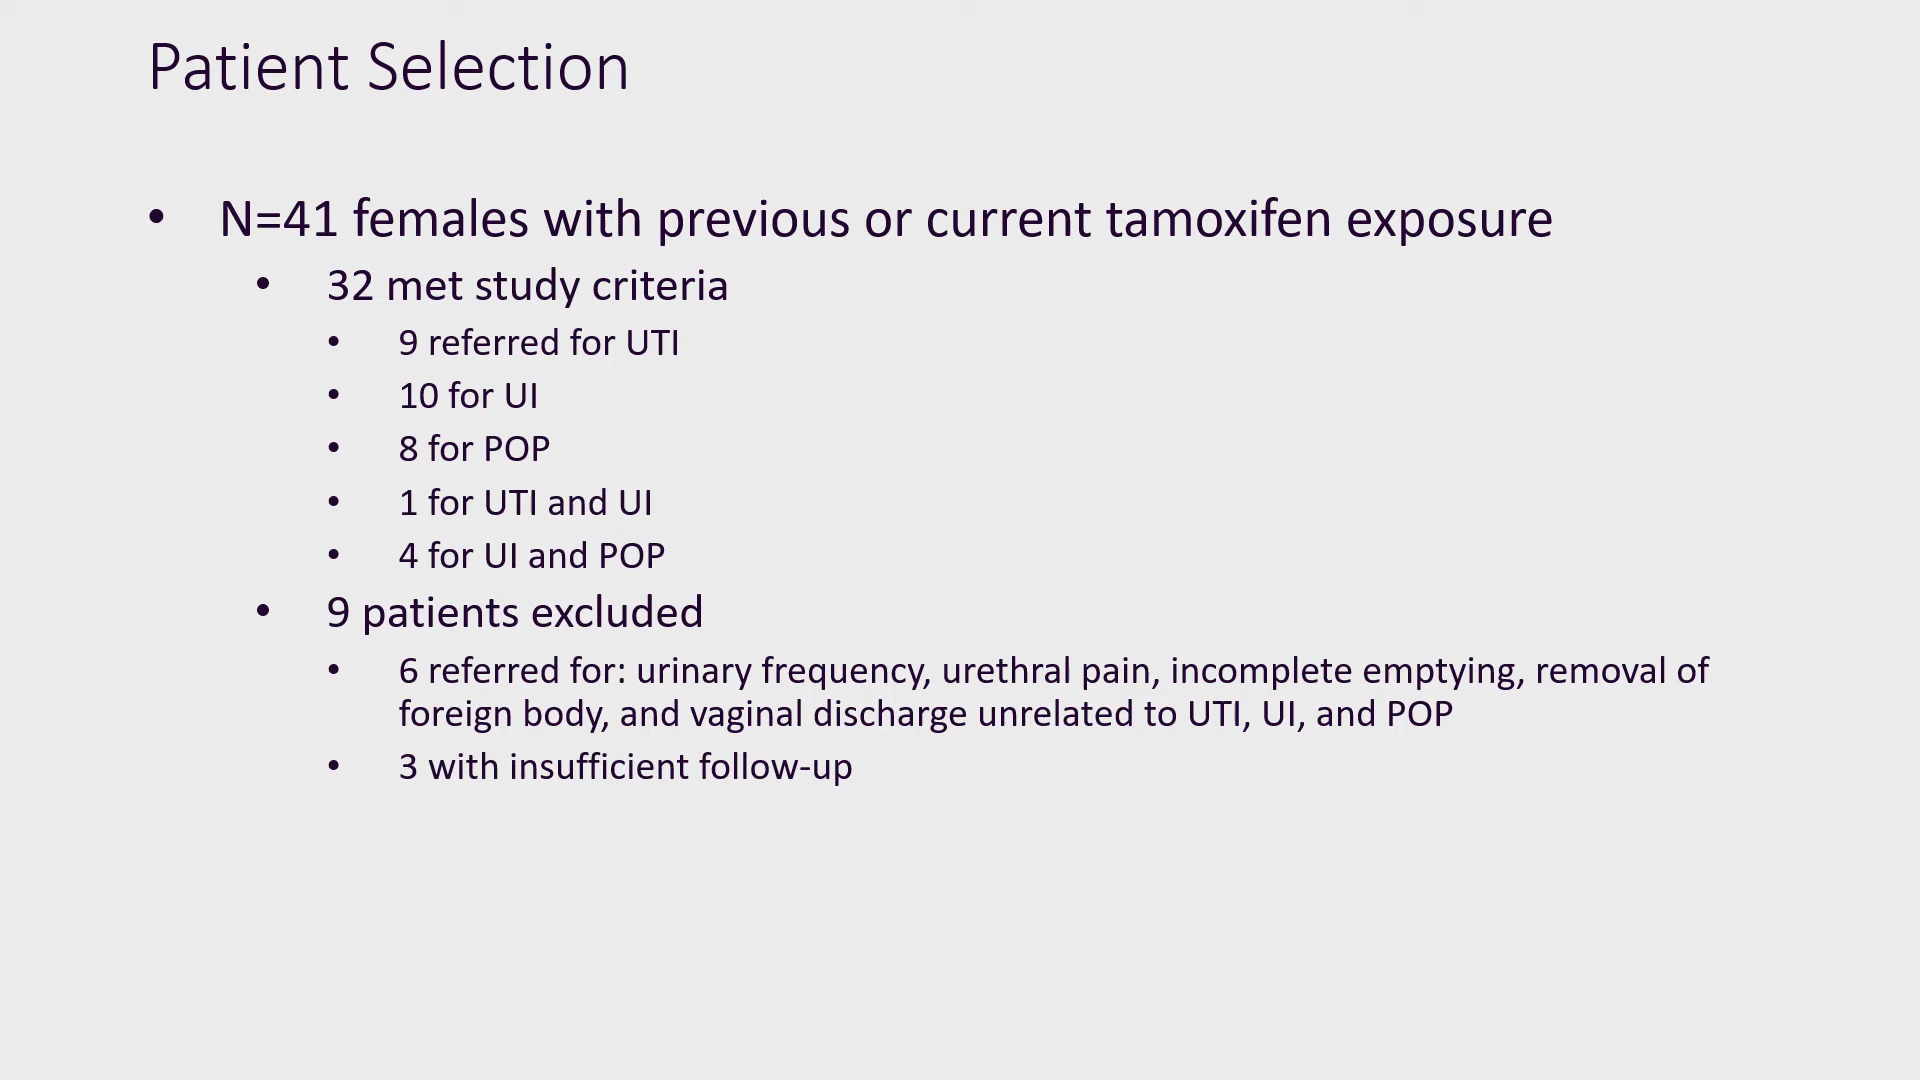 Patient Selection
• N=41 females with previous or current tamoxifen exposure
• 32 met study criteria
• 9 referred for UTI
• 10 for UI
• 8 for POP
• 1 for UTI and UI
• 4 for UI and POP
• 9 patients excluded
• 6 referred for: urinary frequency, urethral pain, incomplete emptying, removal of
foreign body, and vaginal discharge unrelated to UTI, UI, and POP
• 3 with insufficient follow-up